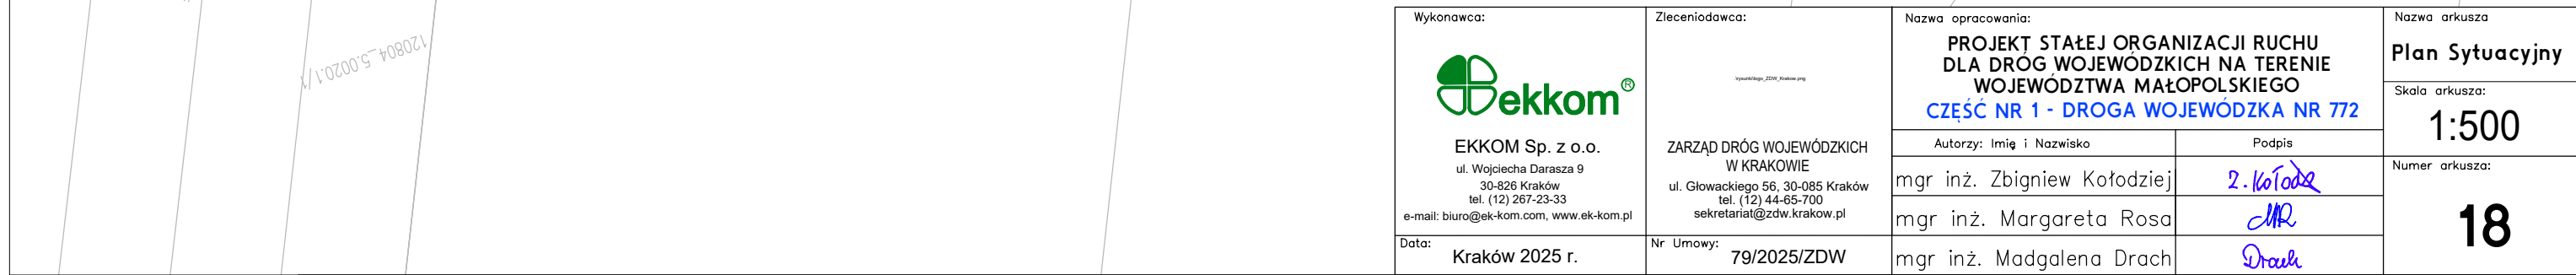 120804_5.0020.1/1
Wykonawca:
ekkom®
EKKOM Sp. z o.o.
ul. Wojciecha Darasza 9
30-826 Kraków
tel. (12) 267-23-33
e-mail: biuro@ek-kom.com, www.ek-kom.pl
Data:
Kraków 2025 r.
Zleceniodawca:
\rysunki\logo_ZDW_Krakow.png
ZARZĄD DRÓG WOJEWÓDZKICH
W KRAKOWIE
ul. Głowackiego 56, 30-085 Kraków
tel. (12) 44-65-700
sekretariat@zdw.krakow.pl
Nr Umowy:
79/2025/ZDW
Nazwa opracowania:
PROJEKT STAŁEJ ORGANIZACJI RUCHU
DLA DRÓG WOJEWÓDZKICH NA TERENIE
WOJEWÓDZTWA MAŁOPOLSKIEGO
CZĘŚĆ NR 1 - DROGA WOJEWÓDZKA NR 772
Autorzy: Imię i Nazwisko
Podpis
mgr inż. Zbigniew Kołodziej
Z. Kołodz
mgr inż. Margareta Rosa
MR
mgr inż. Madgalena Drach
Drach
Nazwa arkusza
Plan Sytuacyjny
Skala arkusza:
1:500
Numer arkusza:
18